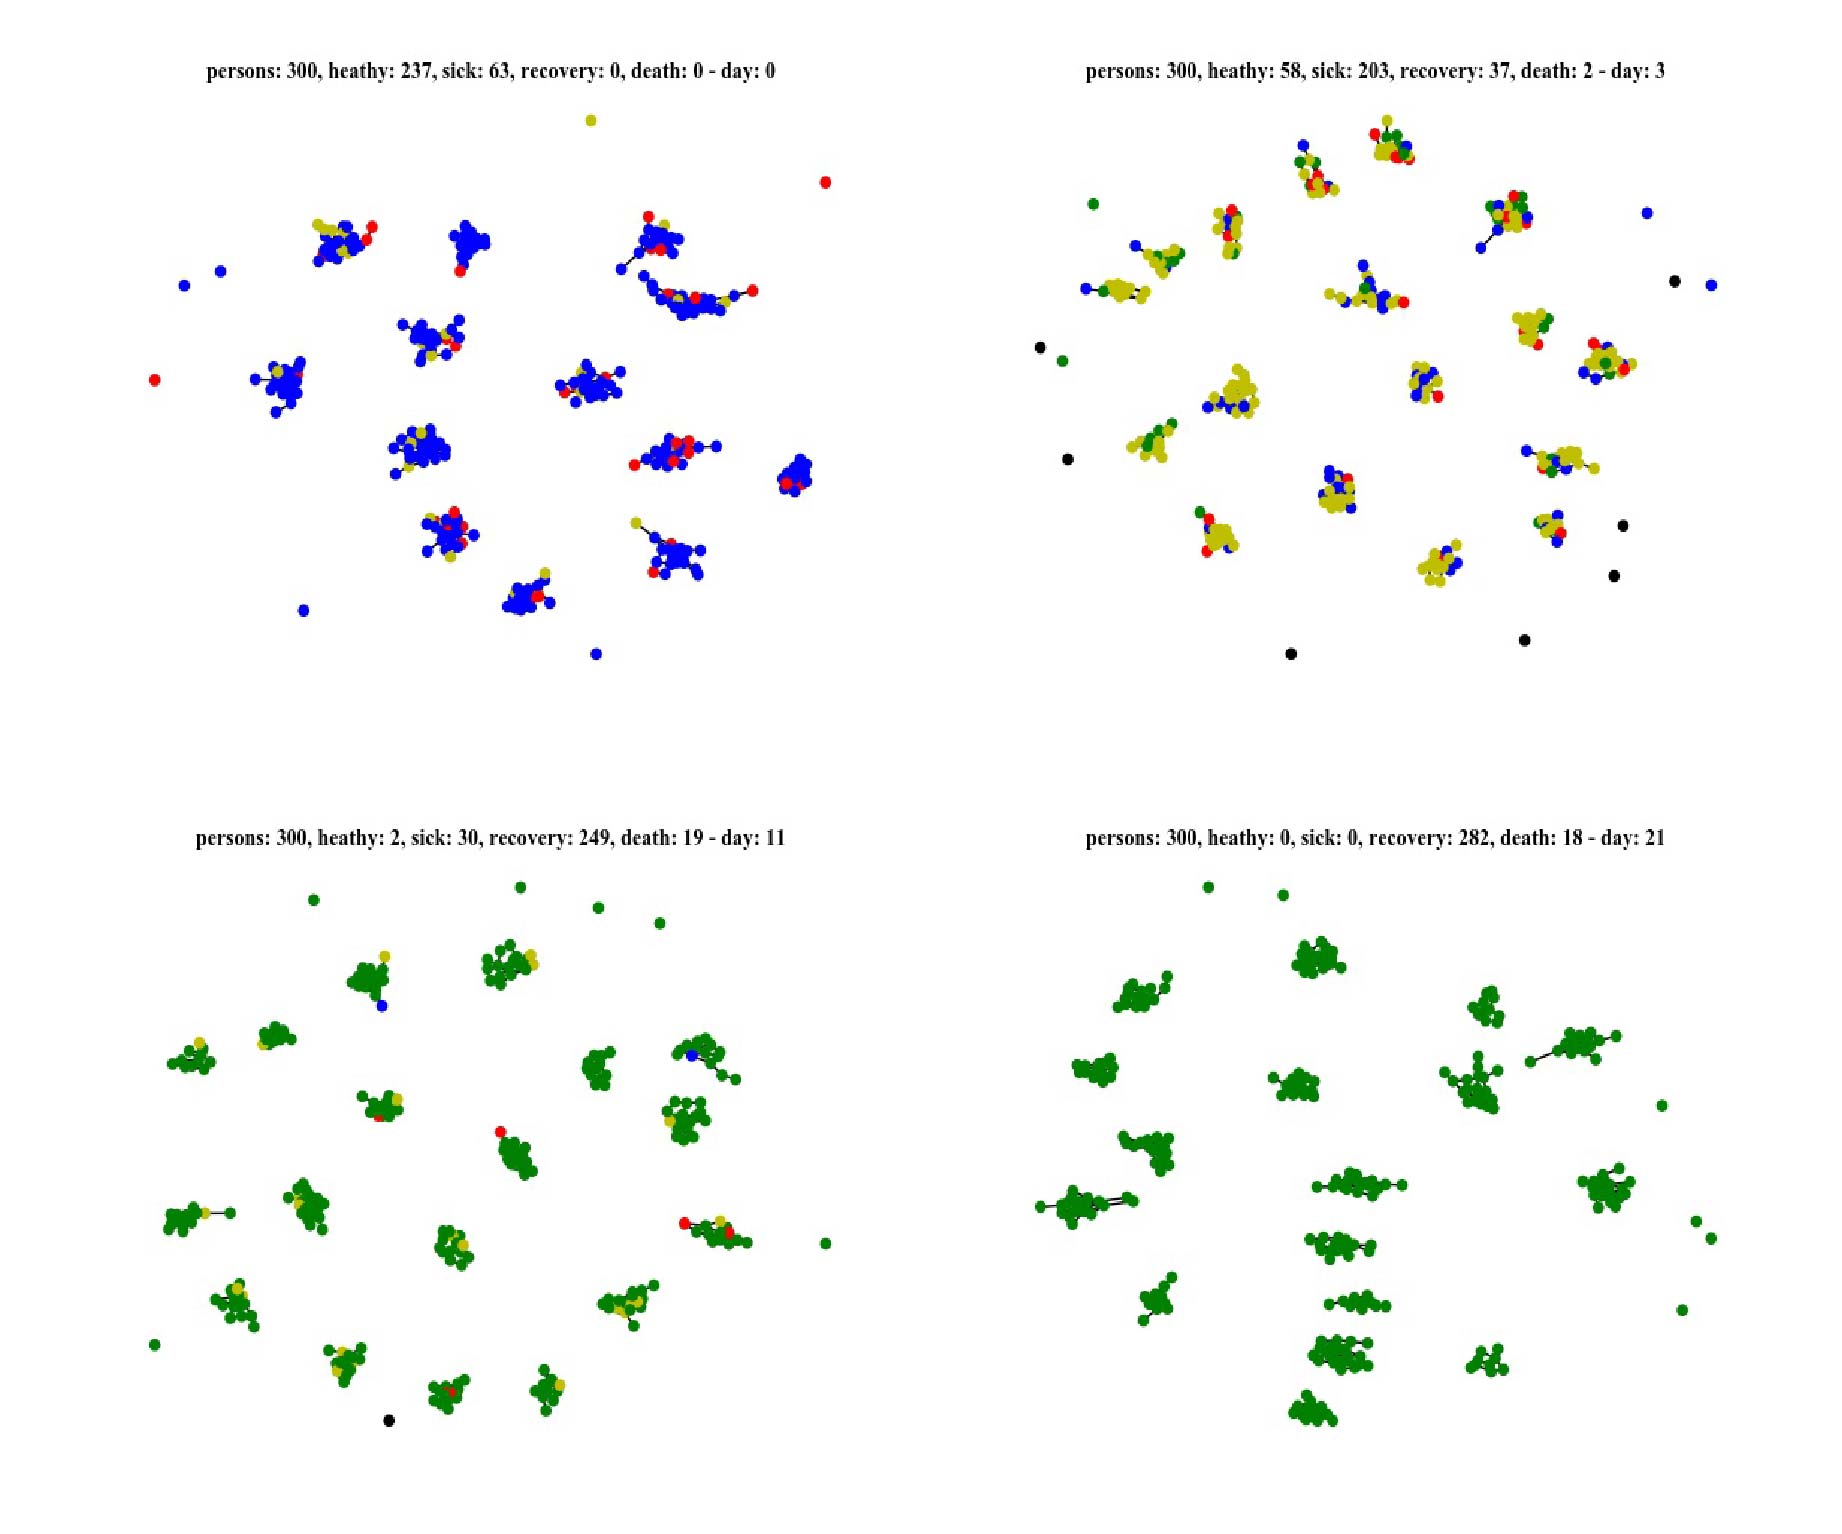 persons: 300, heathy: 237, sick: 63, recovery: 0, death: 0 - day: 0
persons: 300, heathy: 58, sick: 203, recovery: 37, death: 2 - day: 3
persons: 300, heathy: 2, sick: 30, recovery: 249, death: 19 - day: 11
persons: 300, heathy: 0, sick: 0, recovery: 282, death: 18 - day: 21